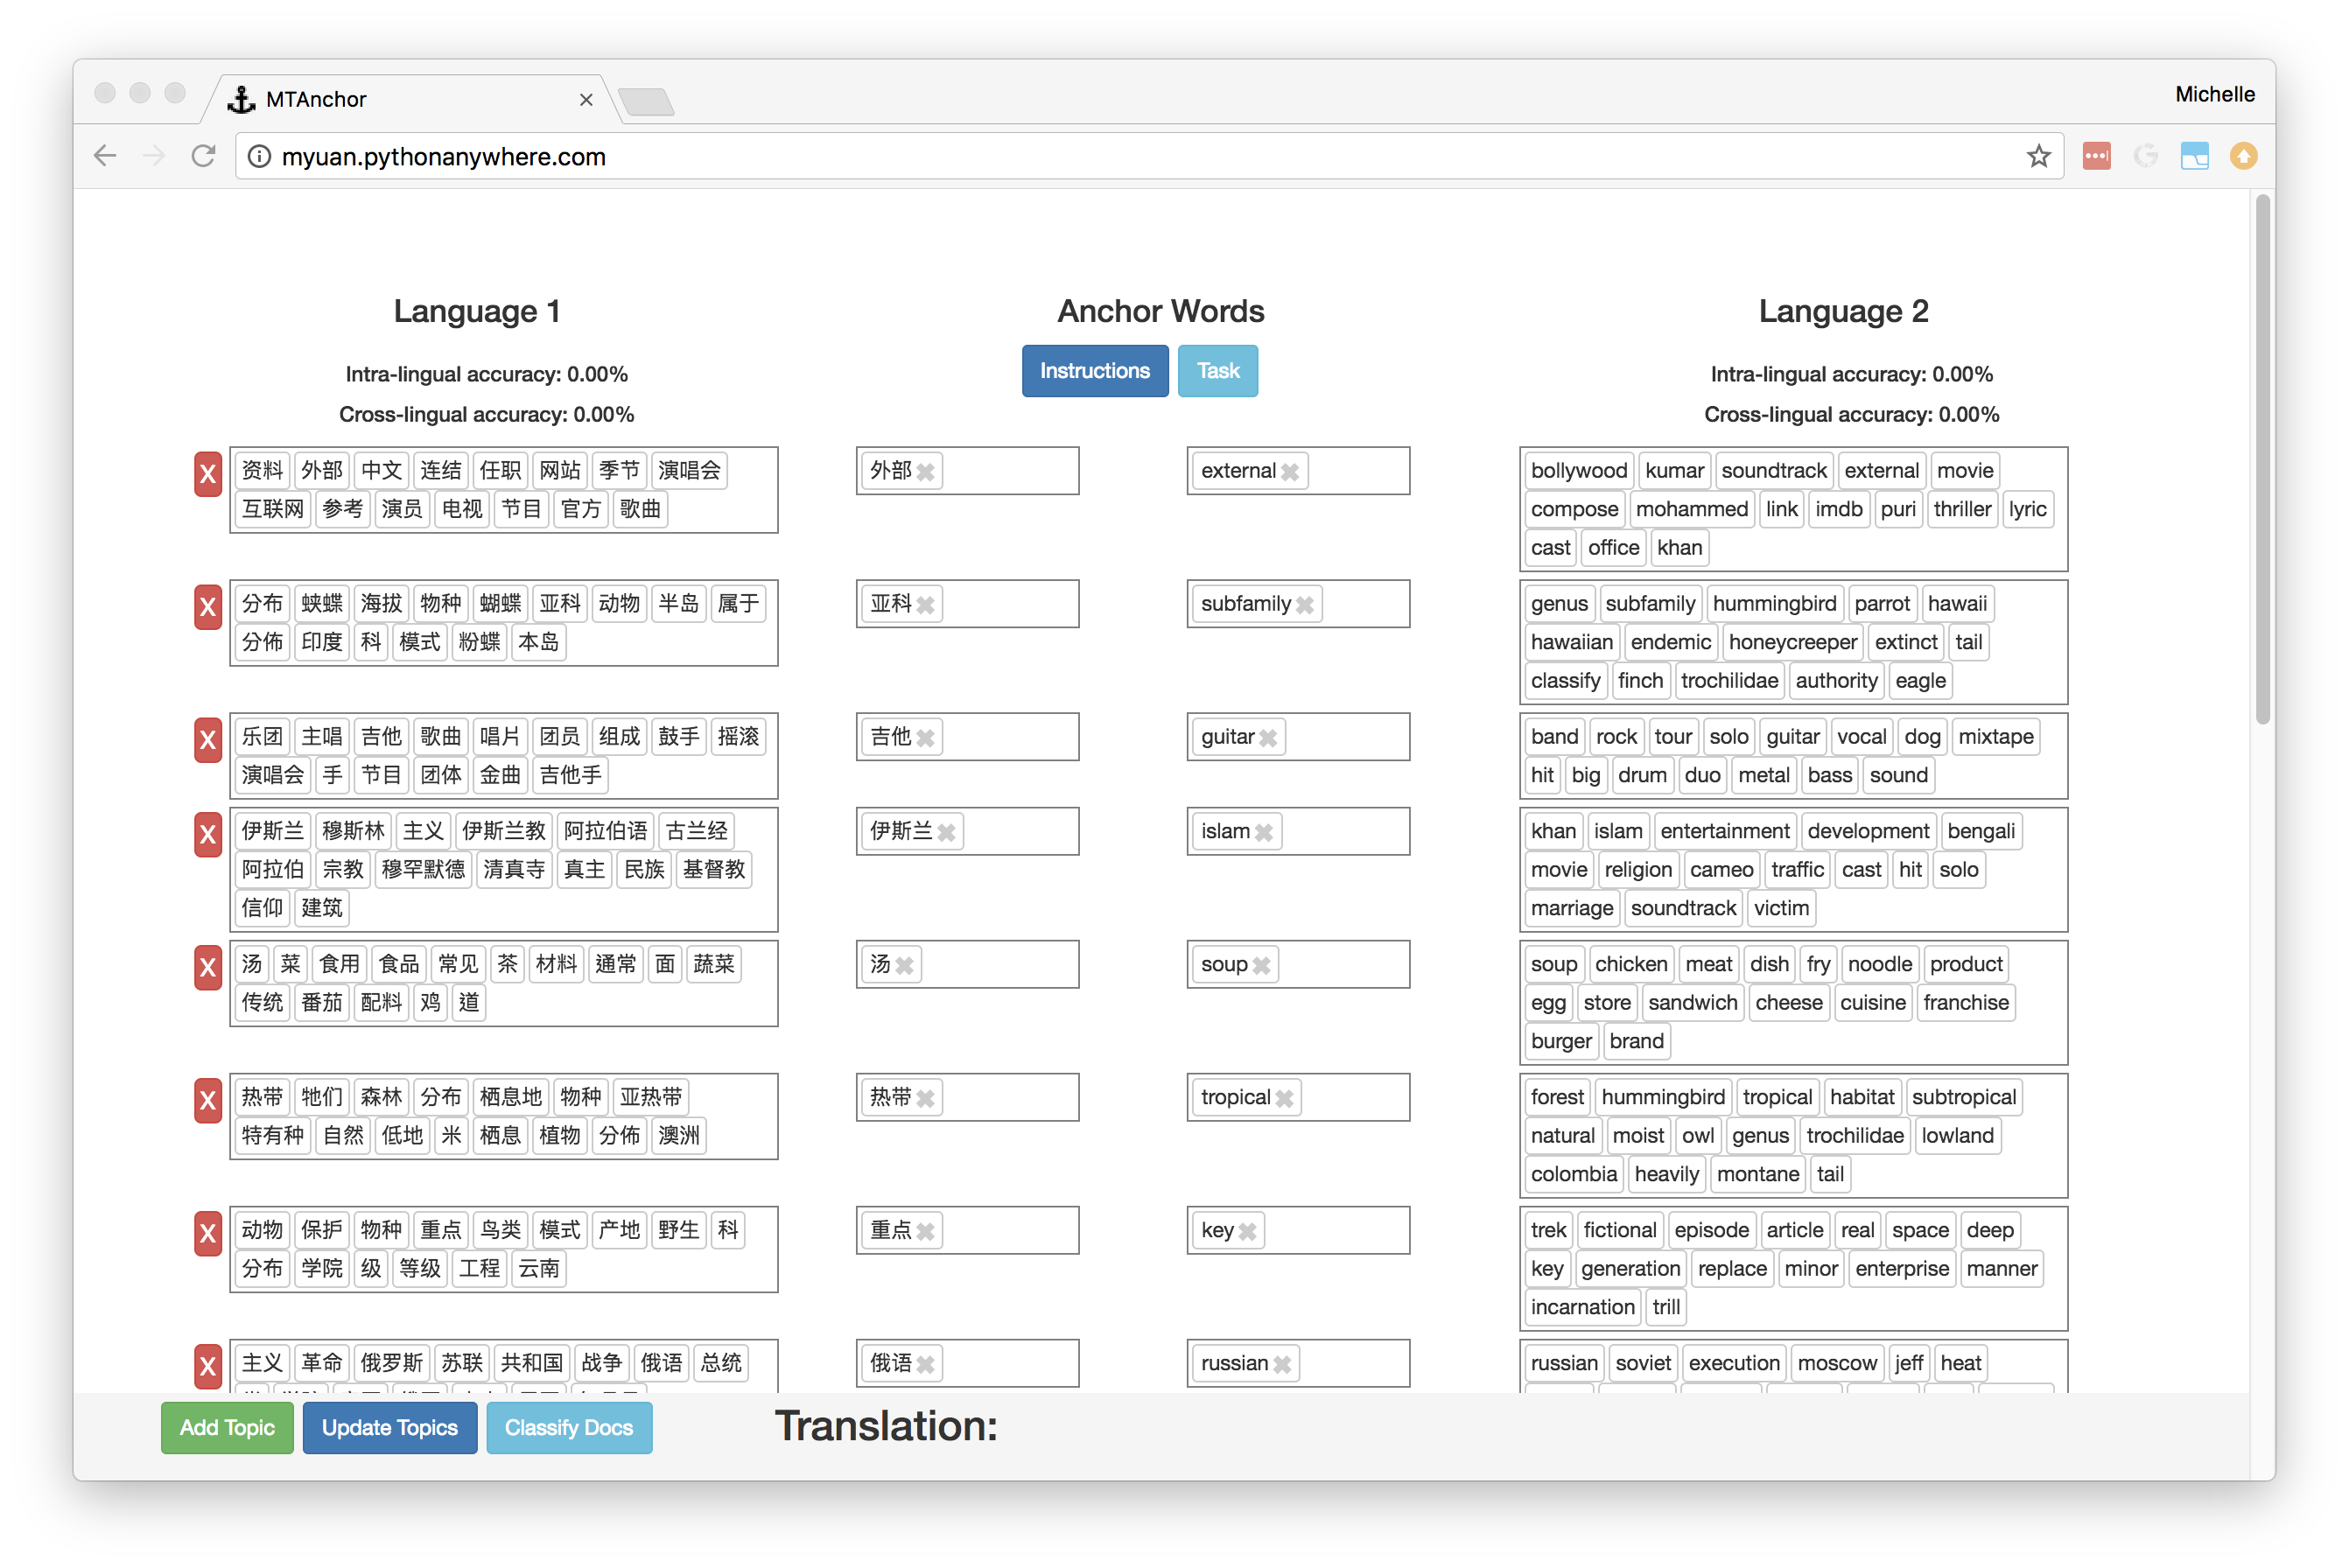 MTAnchor
Michelle
myuan.pythonanywhere.com
Language 1
Anchor Words
Language 2
Instructions Task
Intra-lingual accuracy: 0.00%
Cross-lingual accuracy: 0.00%
Intra-lingual accuracy: 0.00%
Cross-lingual accuracy: 0.00%
X
资料 外部 中文 连结 任职 网站 季节 演唱会
互联网 参考 演员 电视 节目 官方 歌曲
外部
external
bollywood kumar soundtrack external movie
compose mohammed link imdb puri thriller lyric
cast office khan
X
分布 蛱蝶 海拔 物种 蝴蝶 亚科 动物 半岛 属于
分佈 印度 科 模式 粉蝶 本岛
亚科
subfamily
genus subfamily hummingbird parrot hawaii
hawaiian endemic honeycreeper extinct tail
classify finch trochilidae authority eagle
X
乐团 主唱 吉他 歌曲 唱片 团员 组成 鼓手 摇滚
演唱会 手 节目 团体 金曲 吉他手
吉他
guitar
band rock tour solo guitar vocal dog mixtape
hit big drum duo metal bass sound
X
伊斯兰 穆斯林 主义 伊斯兰教 阿拉伯语 古兰经
阿拉伯 宗教 穆罕默德 清真寺 真主 民族 基督教
信仰 建筑
伊斯兰
islam
khan islam entertainment development bengali
movie religion cameo traffic cast hit solo
marriage soundtrack victim
X
汤 菜 食用 食品 常见 茶 材料 通常 面 蔬菜
传统 番茄 配料 鸡 道
汤
soup
soup chicken meat dish fry noodle product
egg store sandwich cheese cuisine franchise
burger brand
X
热带 牠们 森林 分布 栖息地 物种 亚热带
特有种 自然 低地 米 栖息 植物 分佈 澳洲
热带
tropical
forest hummingbird tropical habitat subtropical
natural moist owl genus trochilidae lowland
colombia heavily montane tail
X
动物 保护 物种 重点 鸟类 模式 产地 野生 科
分布 学院 级 等级 工程 云南
重点
key
trek fictional episode article real space deep
key generation replace minor enterprise manner
incarnation trill
X
主义 革命 俄罗斯 苏联 共和国 战争 俄语 总统
俄语
russian
russian soviet execution moscow jeff heat
Add Topic Update Topics Classify Docs
Translation: